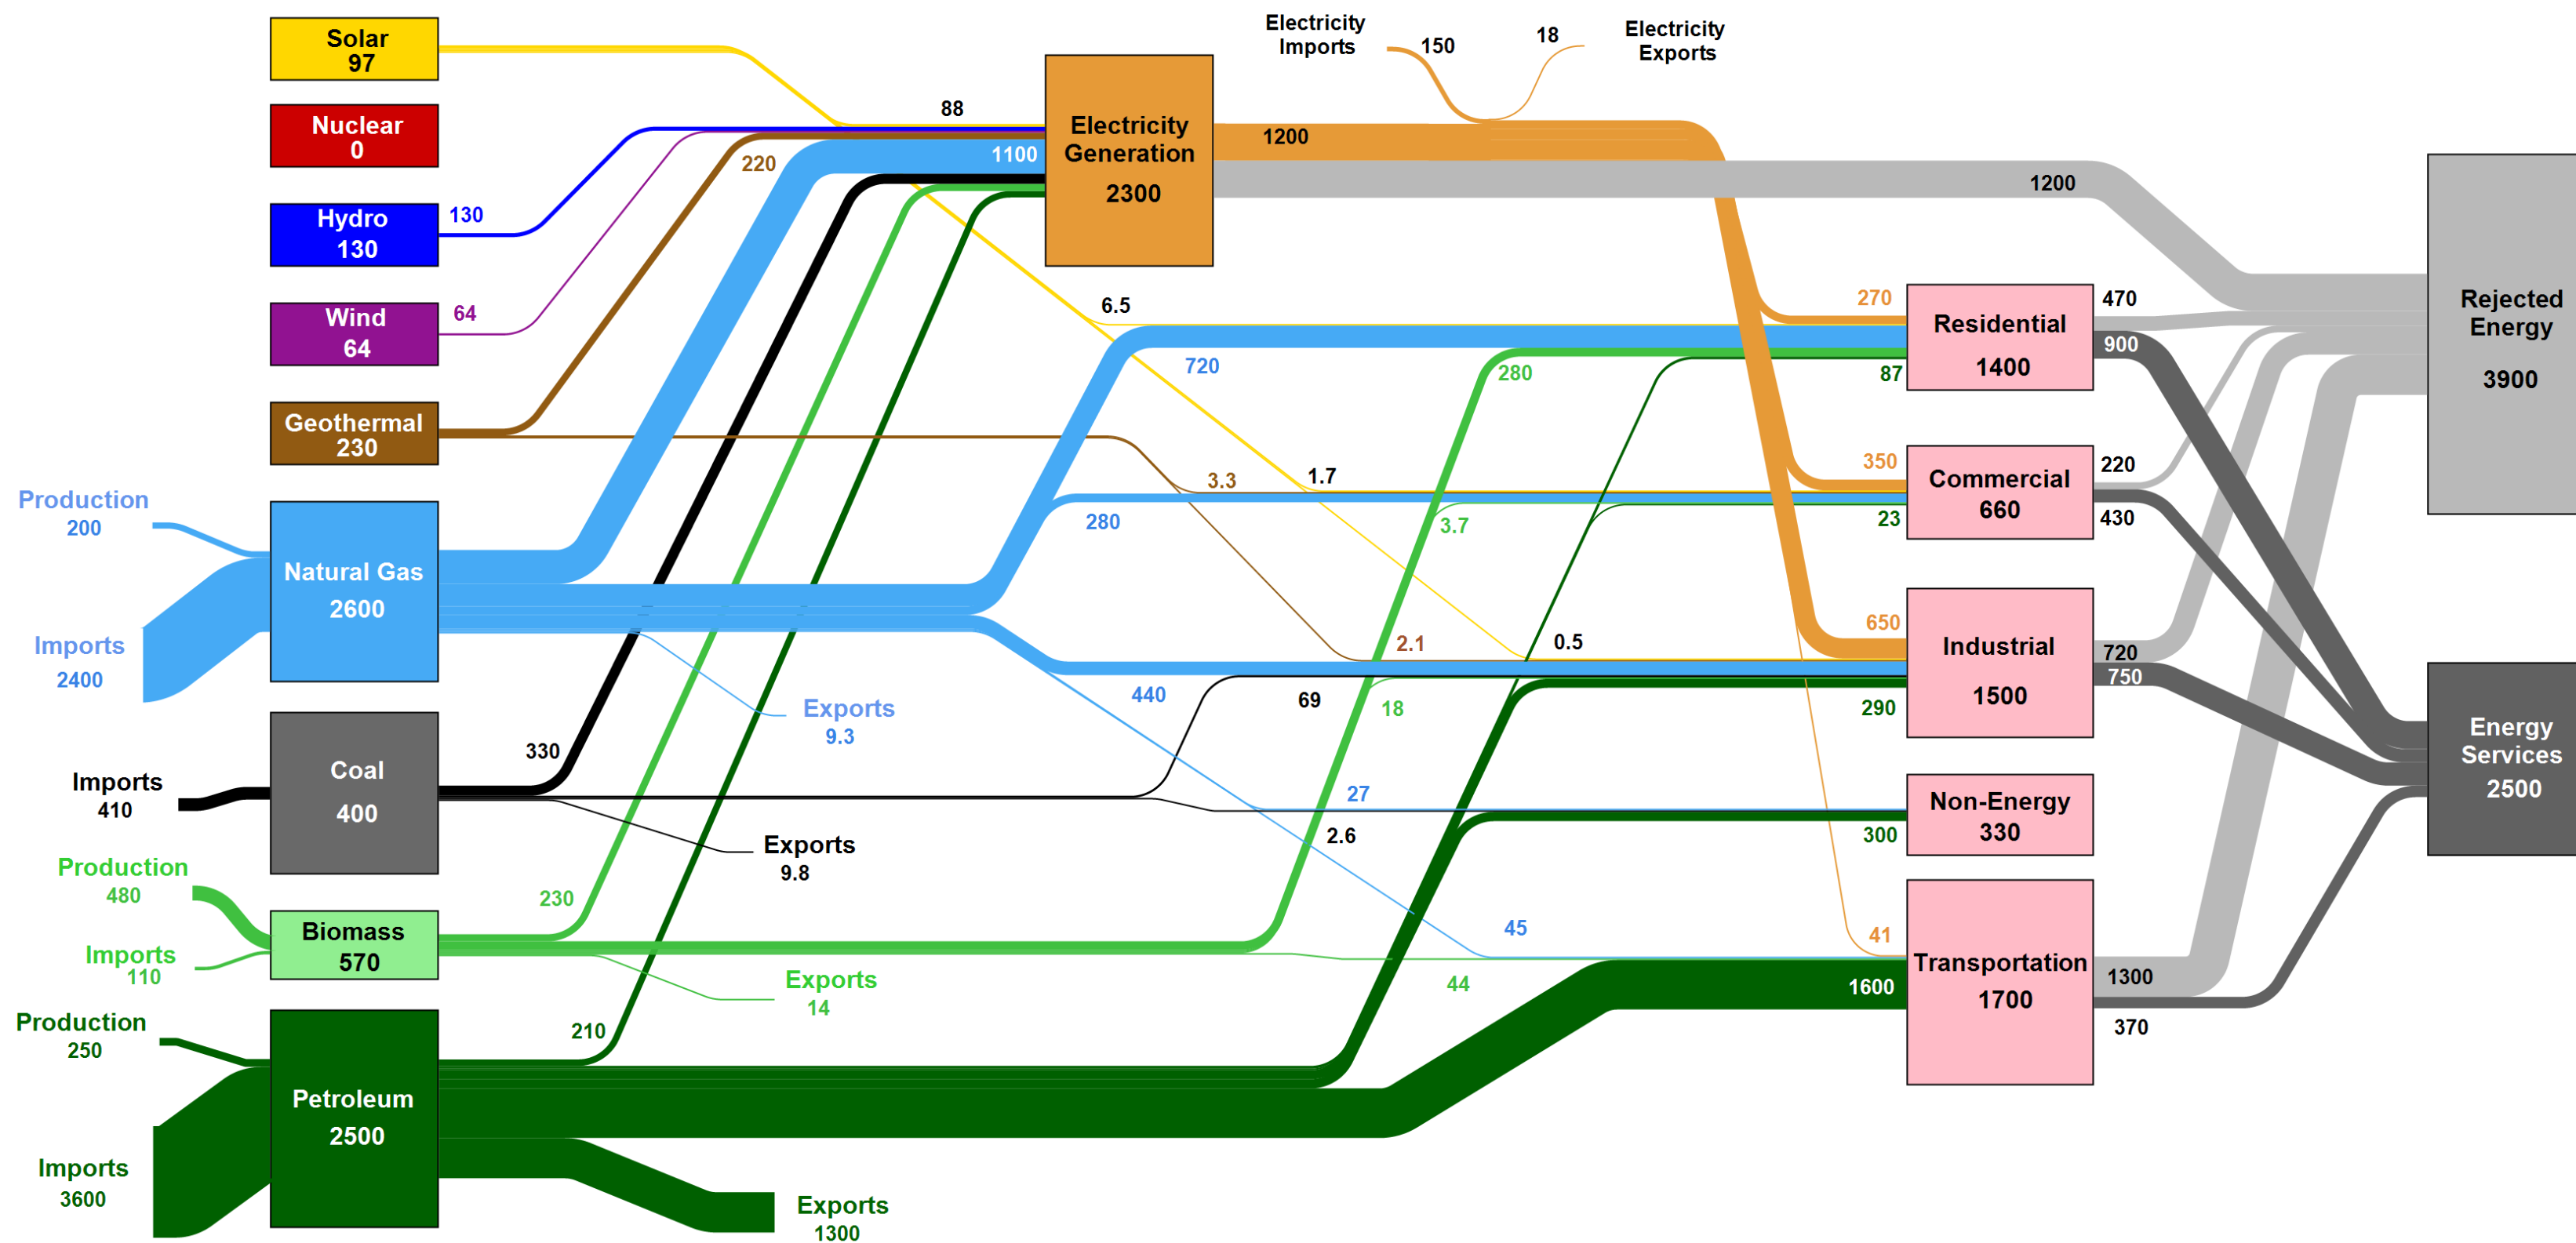 Solar
97
Nuclear
0
Hydro
130
130
Wind
64
64
Geothermal
230
220
Production
200
Imports
2400
Natural Gas
2600
Exports
9.3
Imports
410
Coal
400
330
Exports
9.8
Production
480
Imports
110
Biomass
570
230
Exports
14
Production
250
Imports
3600
Petroleum
2500
210
Exports
1300
88
1100
Electricity
Generation
2300
Electricity
Imports
150
18
Electricity
Exports
1200
1200
6.5
720
280
270
87
Residential
1400
470
900
3.3
1.7
280
3.7
350
23
Commercial
660
220
430
2.1
0.5
440
69
18
650
290
Industrial
1500
720
750
27
2.6
300
Non-Energy
330
45
44
41
1600
Transportation
1700
1300
370
Rejected
Energy
3900
Energy
Services
2500